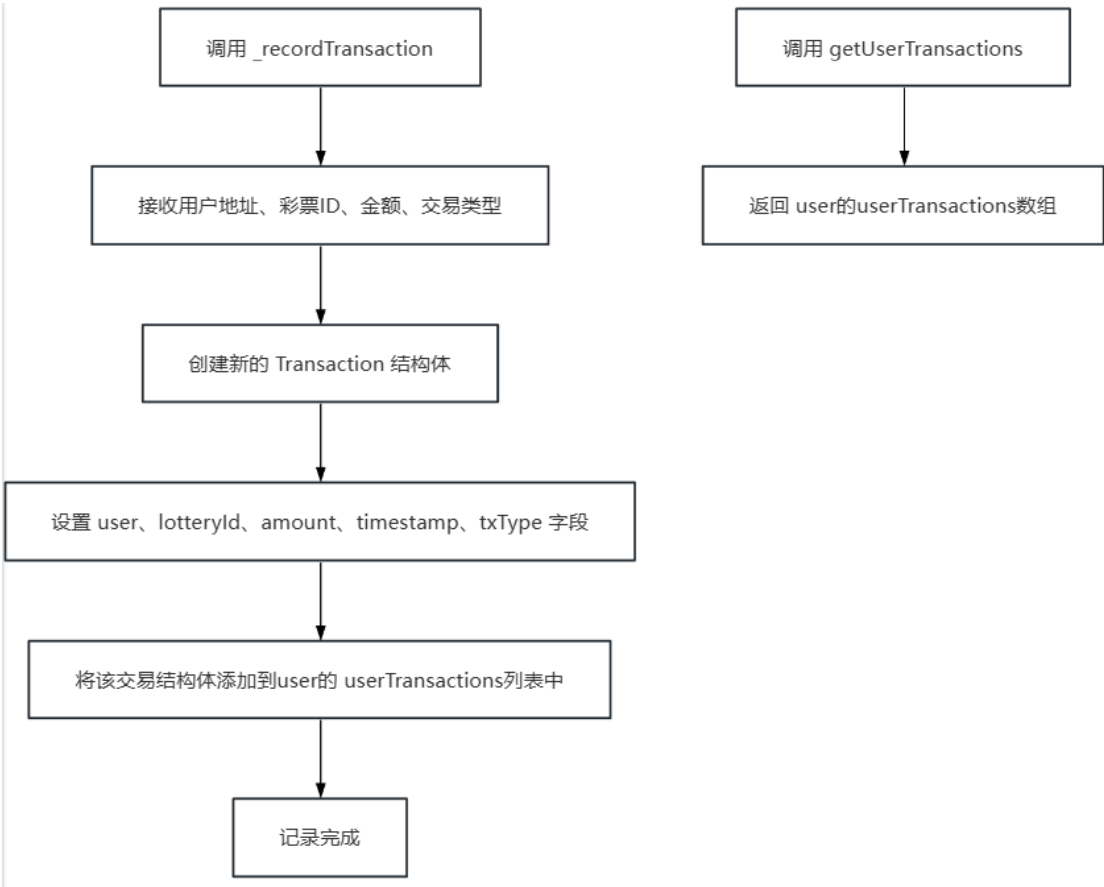 调用 _recordTransaction
接收用户地址、彩票ID、金额、交易类型
创建新的 Transaction 结构体
设置 user、lotteryId、amount、timestamp、txType 字段
将该交易结构体添加到user的 userTransactions列表中
记录完成
调用 getUserTransactions
返回 user的userTransactions数组